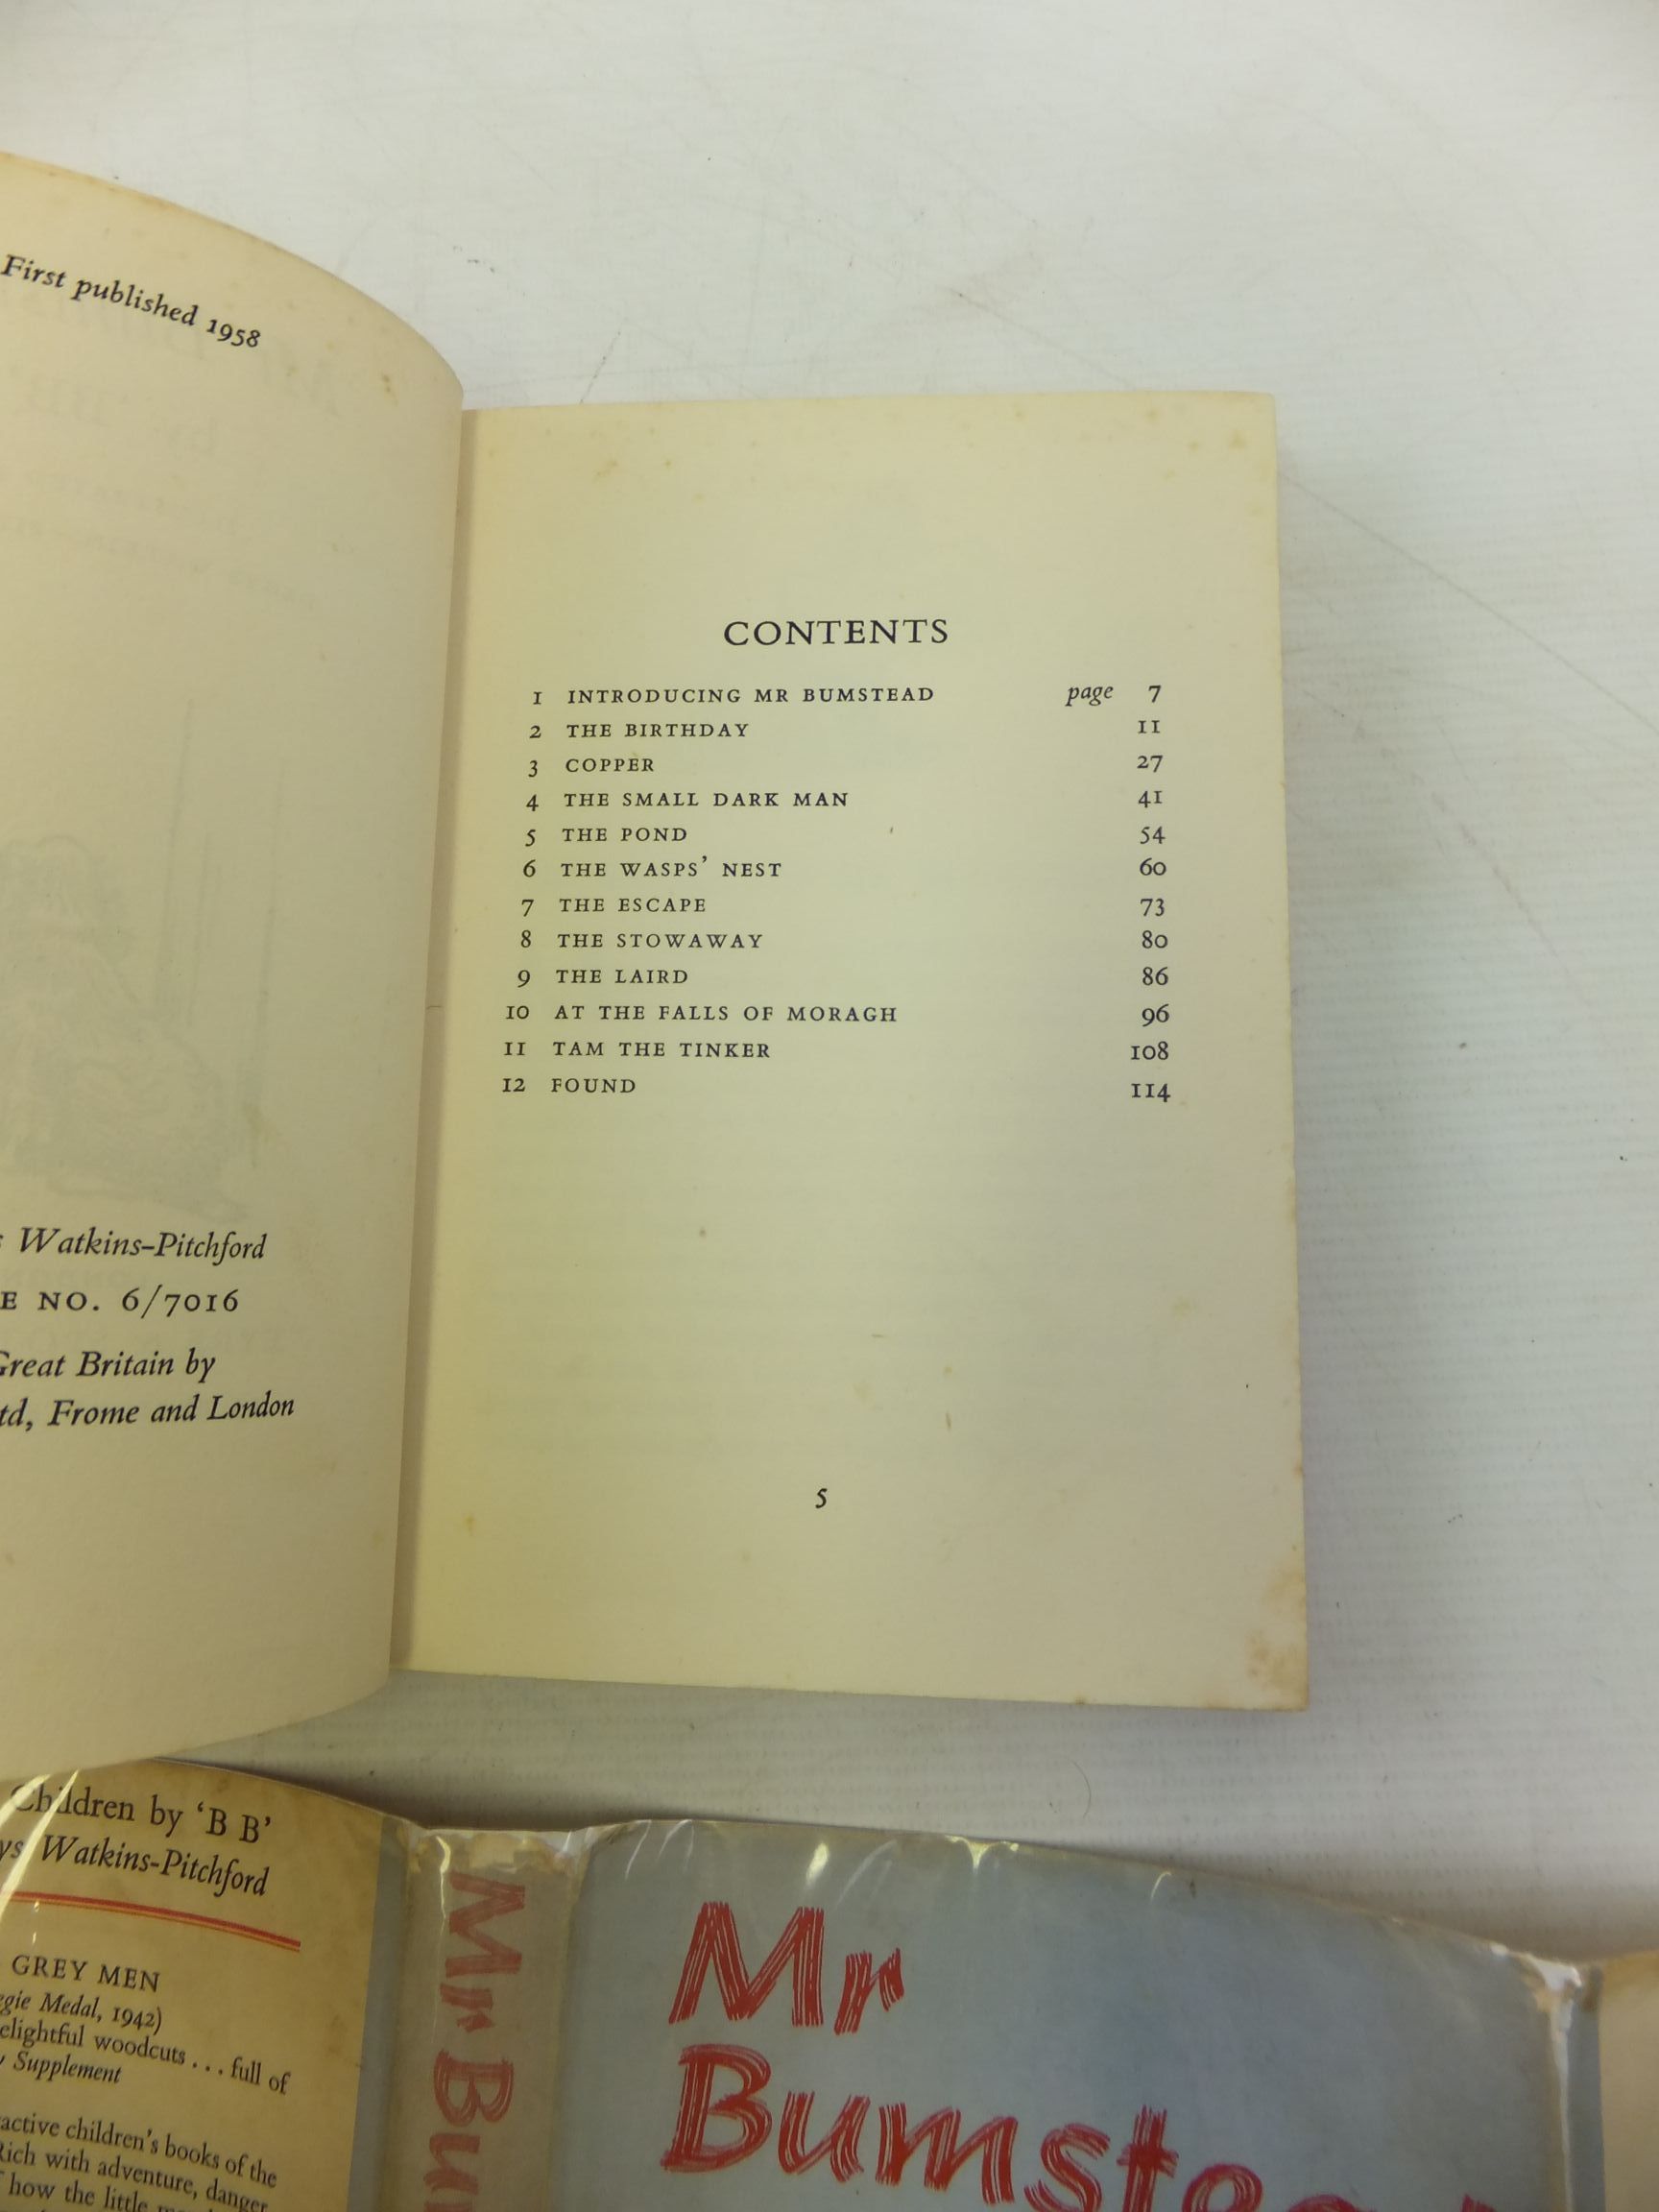 First published 1958
Watkins-Pitchford
E NO. 6/7016
Great Britain by
td, Frome and London
CONTENTS
1 INTRODUCING MR BUMSTEAD page 7
2 THE BIRTHDAY 11
3 COPPER 27
4 THE SMALL DARK MAN 41
5 THE POND 54
6 THE WASPS' NEST 60
7 THE ESCAPE 73
8 THE STOWAWAY 80
9 THE LAIRD 86
10 AT THE FALLS OF MORAGH 96
11 TAM THE TINKER 108
12 FOUND 114
5
Children by 'B B'
ys Watkins-Pitchford
GREY MEN
gie Medal, 1942)
elightful woodcuts . . . full of
Supplement
active children's books of the
Rich with adventure, danger
how the little
Mr Bu
Mr
Bumste